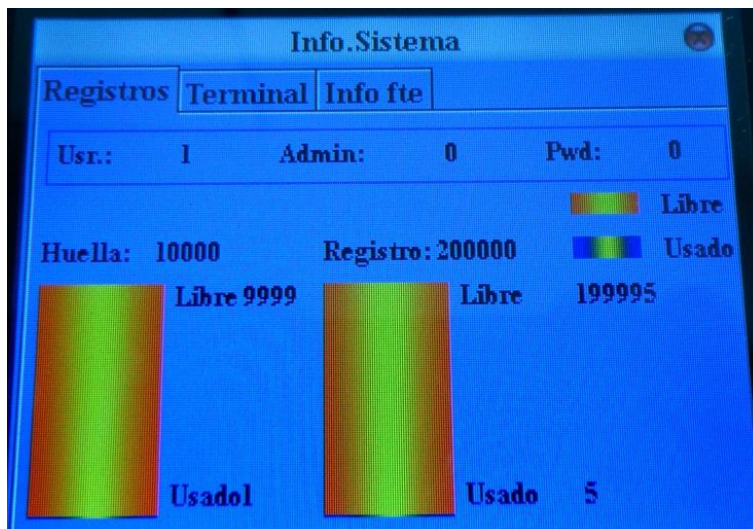 Info.Sistema
Registros Terminal Info fte
Usr.: 1 Admin: 0 Pwd: 0
Libre
Usado
Huella: 10000 Registro: 200000
Libre 9999 Libre 199995
Usado1 Usado 5